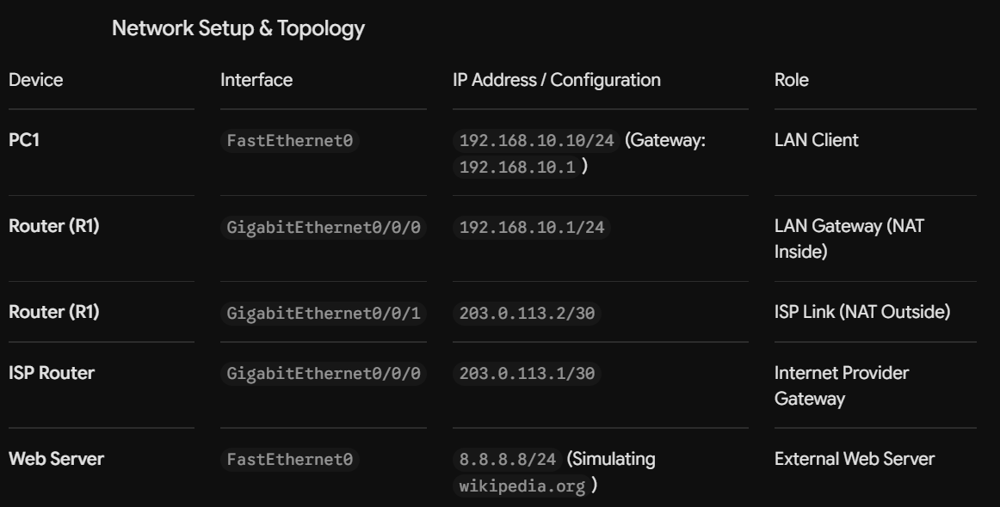 Network Setup & Topology
Device Interface IP Address / Configuration Role
PC1 FastEthernet0 192.168.10.10/24 (Gateway: LAN Client
192.168.10.1 )
Router (R1) GigabitEthernet0/0/0 192.168.10.1/24 LAN Gateway (NAT
Inside)
Router (R1) GigabitEthernet0/0/1 203.0.113.2/30 ISP Link (NAT Outside)
ISP Router GigabitEthernet0/0/0 203.0.113.1/30 Internet Provider
Gateway
Web Server FastEthernet0 8.8.8.8/24 (Simulating External Web Server
wikipedia.org )